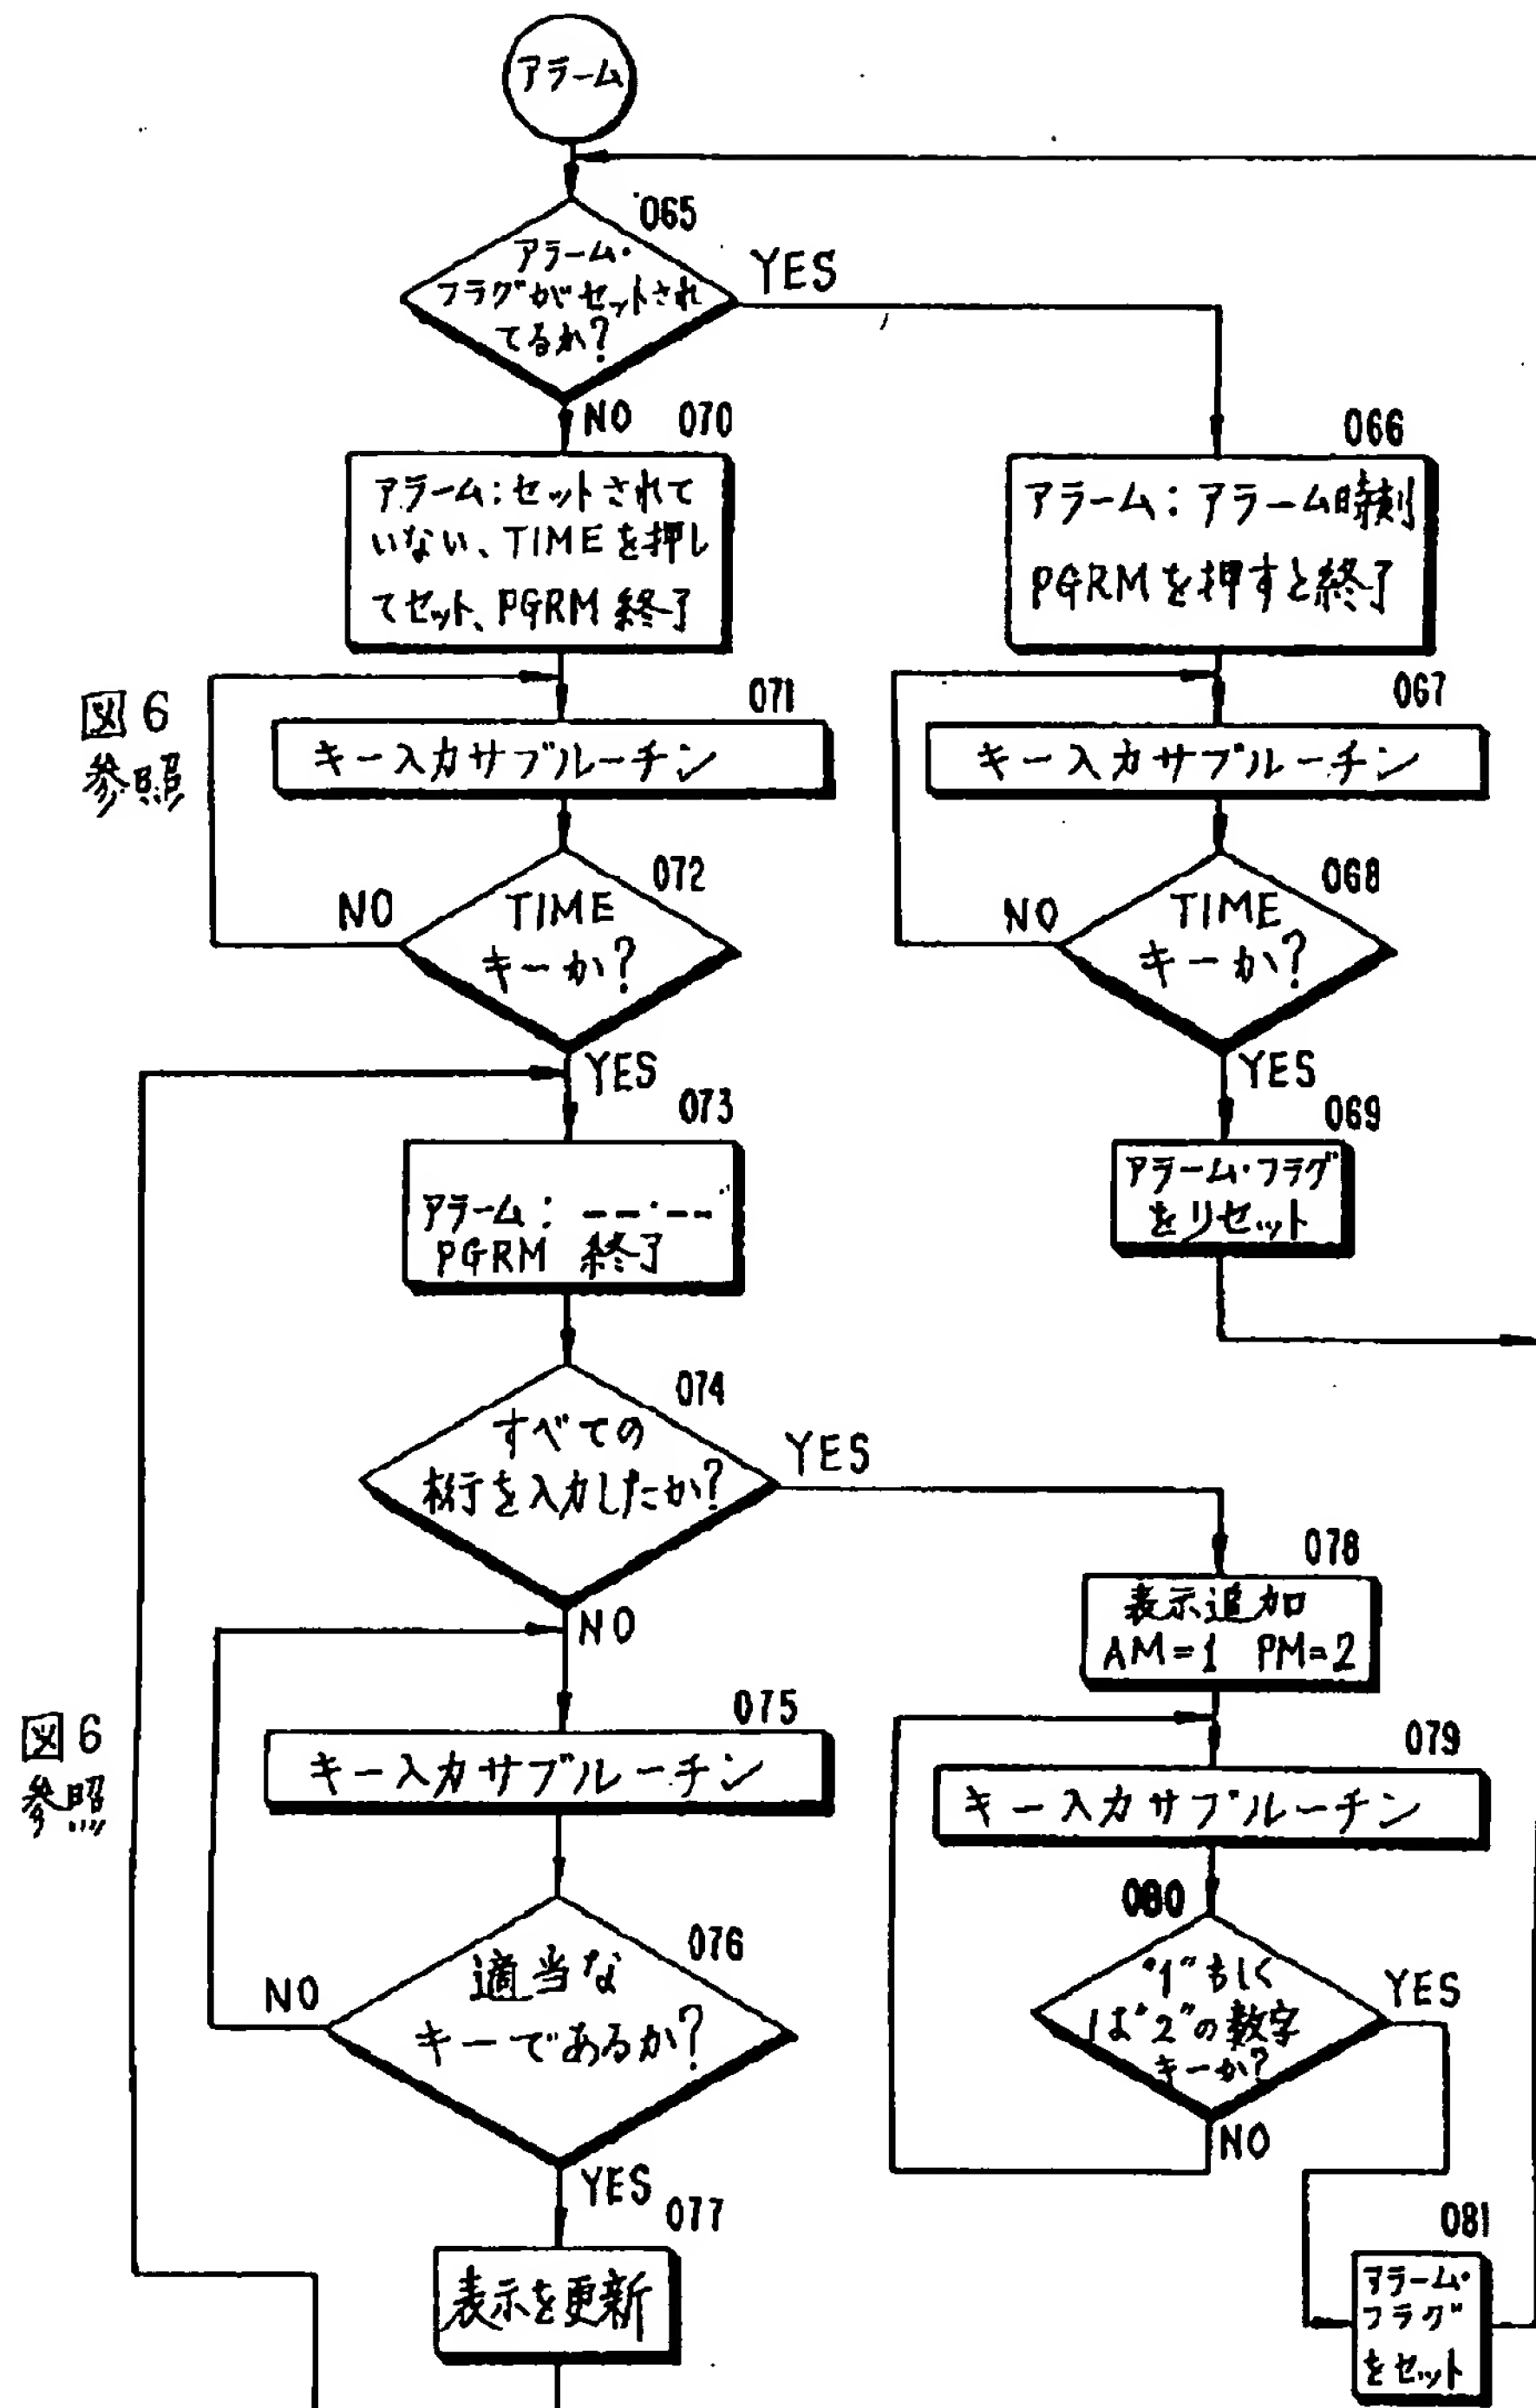 アラーム
065
アラーム・
フラグがセットされ
てるか?
YES
NO
070
アラーム:セットされて
いない、TIMEを押し
てセット、PGRM 終了
066
アラーム:アラーム時刻
PGRMを押すと終了
図6
参照
071
キー入力サブルーチン
067
キー入力サブルーチン
072
TIME
キーか?
NO
YES
068
TIME
キーか?
NO
YES
073
アラーム: --・--
PGRM 終了
069
アラーム・フラグ
をリセット
074
すべての
桁を入力したか?
YES
NO
078
表示追加
AM=1 PM=2
図6
参照
075
キー入力サブルーチン
079
キー入力サブルーチン
076
適当な
キーであるか?
NO
YES
080
"1"もしく
は"2"の数字
キーか?
YES
NO
077
表示を更新
081
アラーム・
フラグ
をセット